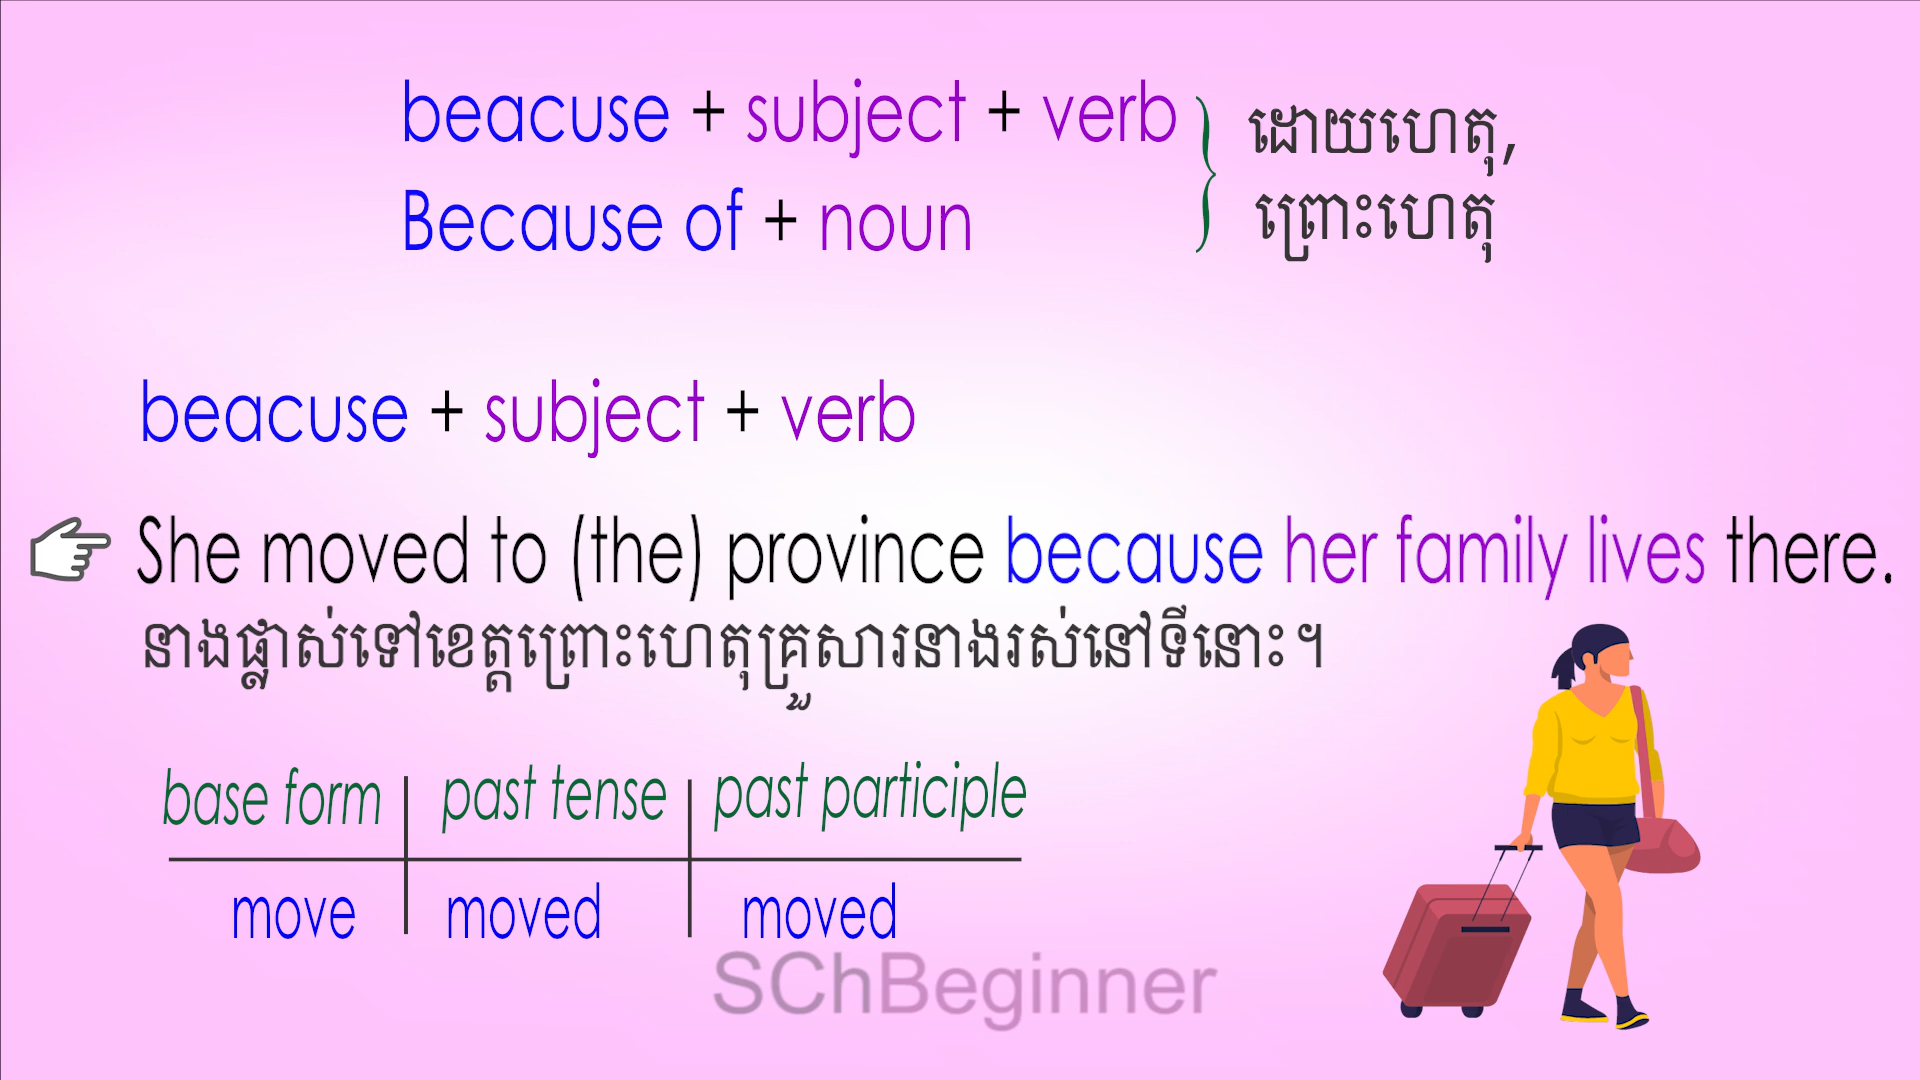 beacuse + subject + verb
Because of + noun
ដោយហេតុ,
ព្រោះហេតុ
beacuse + subject + verb
She moved to (the) province because her family lives there.
នាងផ្លាស់ទៅខេត្តព្រោះហេតុគ្រួសារនាងរស់នៅទីនោះ។
base form | past tense | past participle
move | moved | moved
SChBeginner